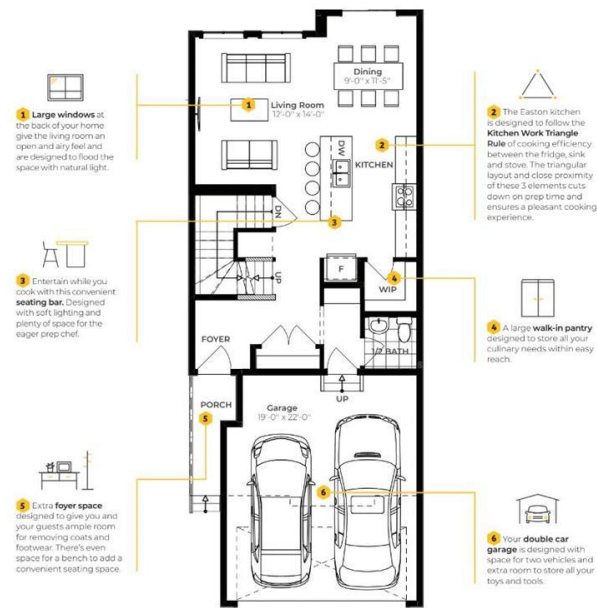 1 Large windows at
the back of your home
give the living room an
open and airy feel and
are designed to flood the
space with natural light.
3 Entertain while you
cook with this convenient
seating bar. Designed
with soft lighting and
plenty of space for the
eager prep chef.
5 Extra foyer space
designed to give you and
your guests ample room
for removing coats and
footwear. There's even
space for a bench to add a
convenient seating space.
Dining
9'-0" x 11'-5"
1 Living Room
12'-0" x 14'-0"
2
DW
KITCHEN
DN
3
F
4
WIP
UP
FOYER
1/2 BATH
UP
PORCH
5
Garage
19'-0" x 22'-0"
6
2 The Easton kitchen
is designed to follow the
Kitchen Work Triangle
Rule of cooking efficiency
between the fridge, sink
and stove. The triangular
layout and close proximity
of these 3 elements cuts
down on prep time and
ensures a pleasant cooking
experience.
4 A large walk-in pantry
designed to store all your
culinary needs within easy
reach.
6 Your double car
garage is designed with
space for two vehicles and
extra room to store all your
toys and tools.